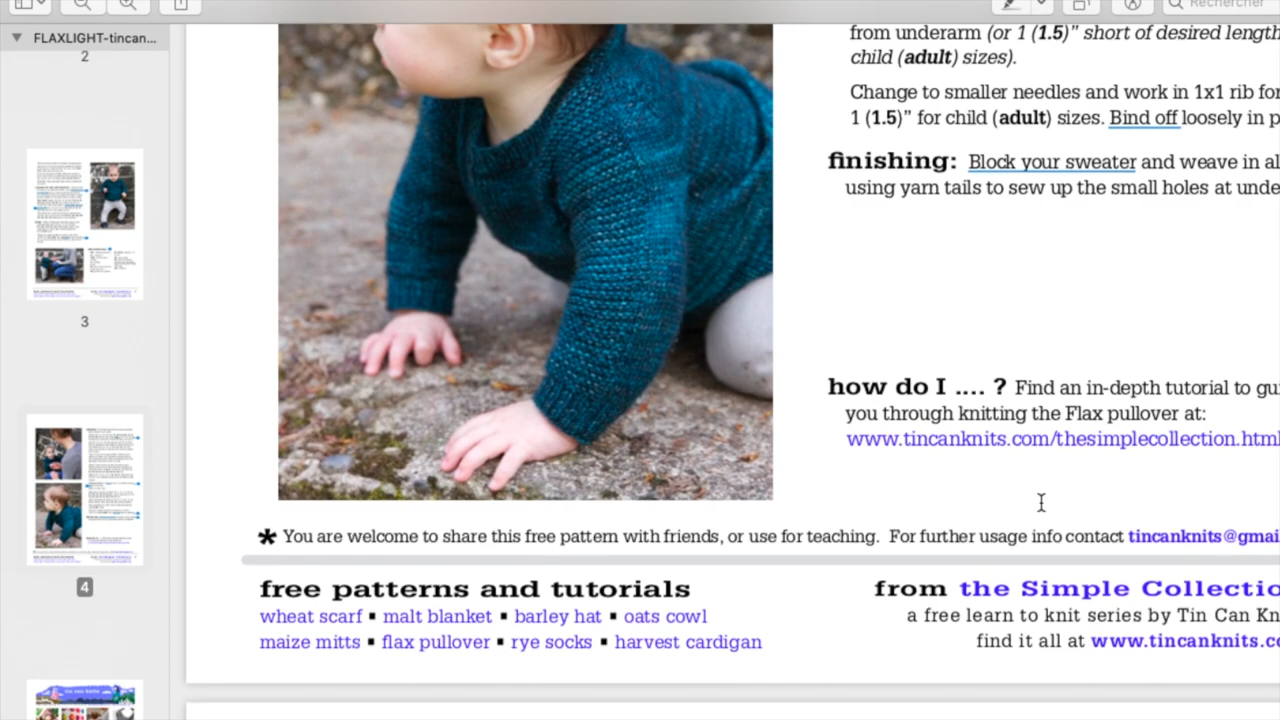 Rechercher
FLAXLIGHT-tincan...
2
3
4
from underarm (or 1 (1.5)” short of desired length
child (adult) sizes).
Change to smaller needles and work in 1x1 rib for
1 (1.5)” for child (adult) sizes. Bind off loosely in p
finishing: Block your sweater and weave in al
using yarn tails to sew up the small holes at unde
how do I .... ? Find an in-depth tutorial to gu
you through knitting the Flax pullover at:
www.tincanknits.com/thesimplecollection.html
* You are welcome to share this free pattern with friends, or use for teaching. For further usage info contact tincanknits@gmai
free patterns and tutorials
wheat scarf ▪ malt blanket ▪ barley hat ▪ oats cowl
maize mitts ▪ flax pullover ▪ rye socks ▪ harvest cardigan
from the Simple Collectio
a free learn to knit series by Tin Can Kn
find it all at www.tincanknits.co